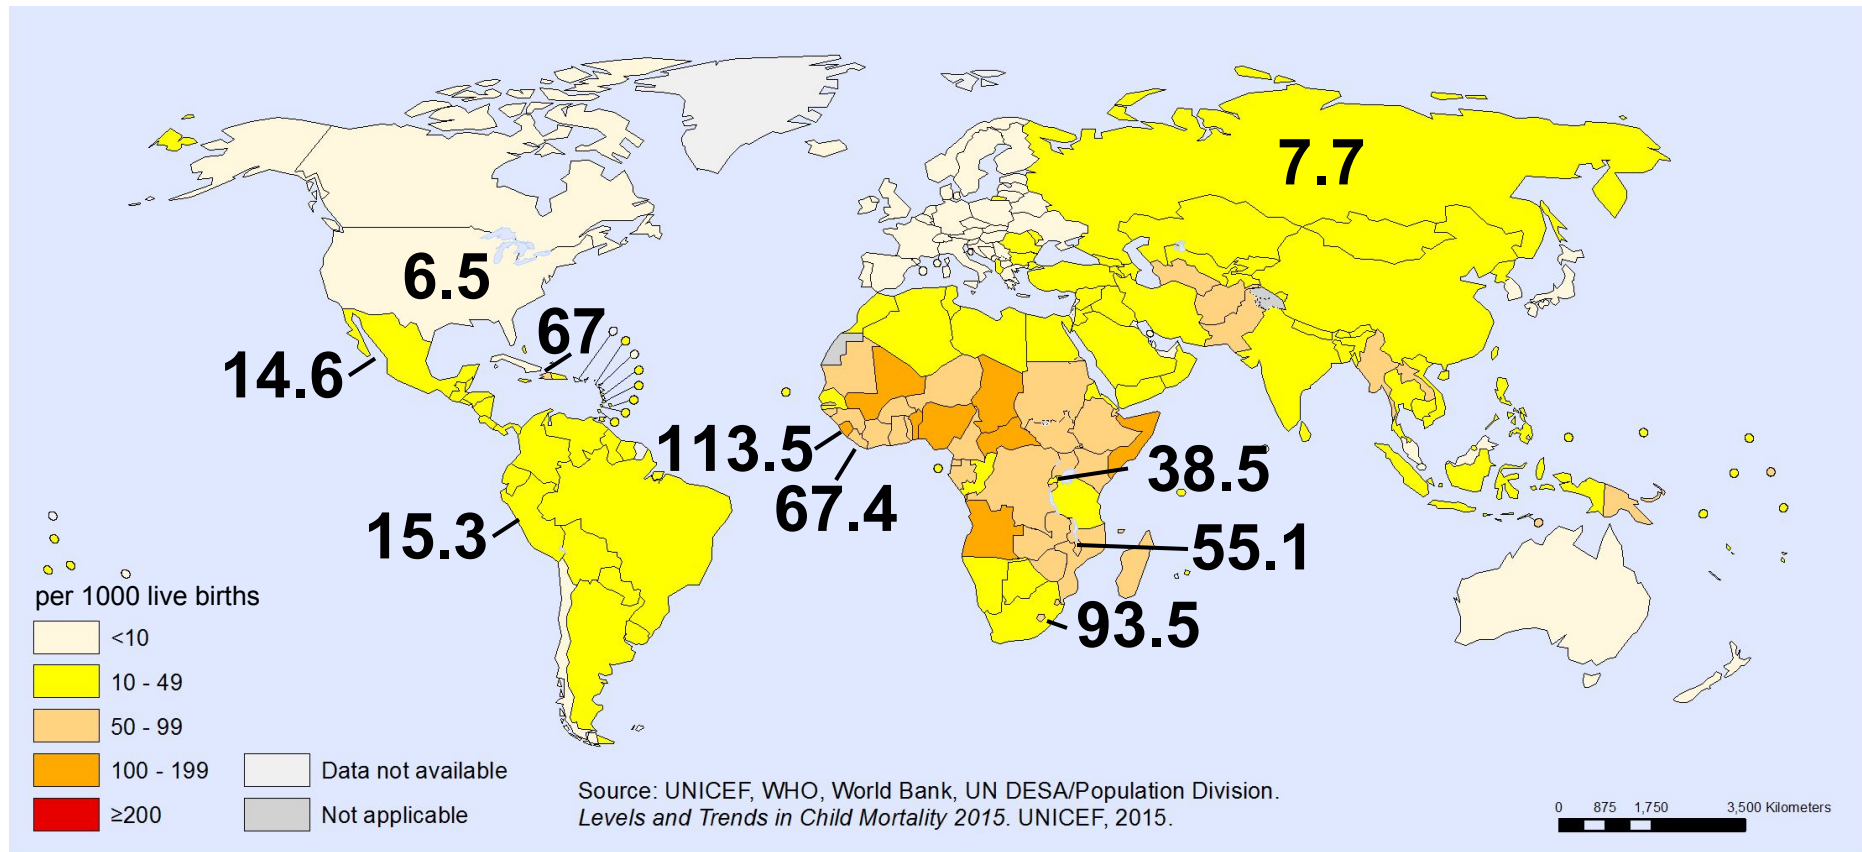 7.7
6.5
67
14.6
113.5
38.5
67.4
15.3
55.1
93.5
per 1000 live births
<10
10 - 49
50 - 99
100 - 199
≥200
Data not available
Not applicable
Source: UNICEF, WHO, World Bank, UN DESA/Population Division.
Levels and Trends in Child Mortality 2015. UNICEF, 2015.
0 875 1,750 3,500 Kilometers